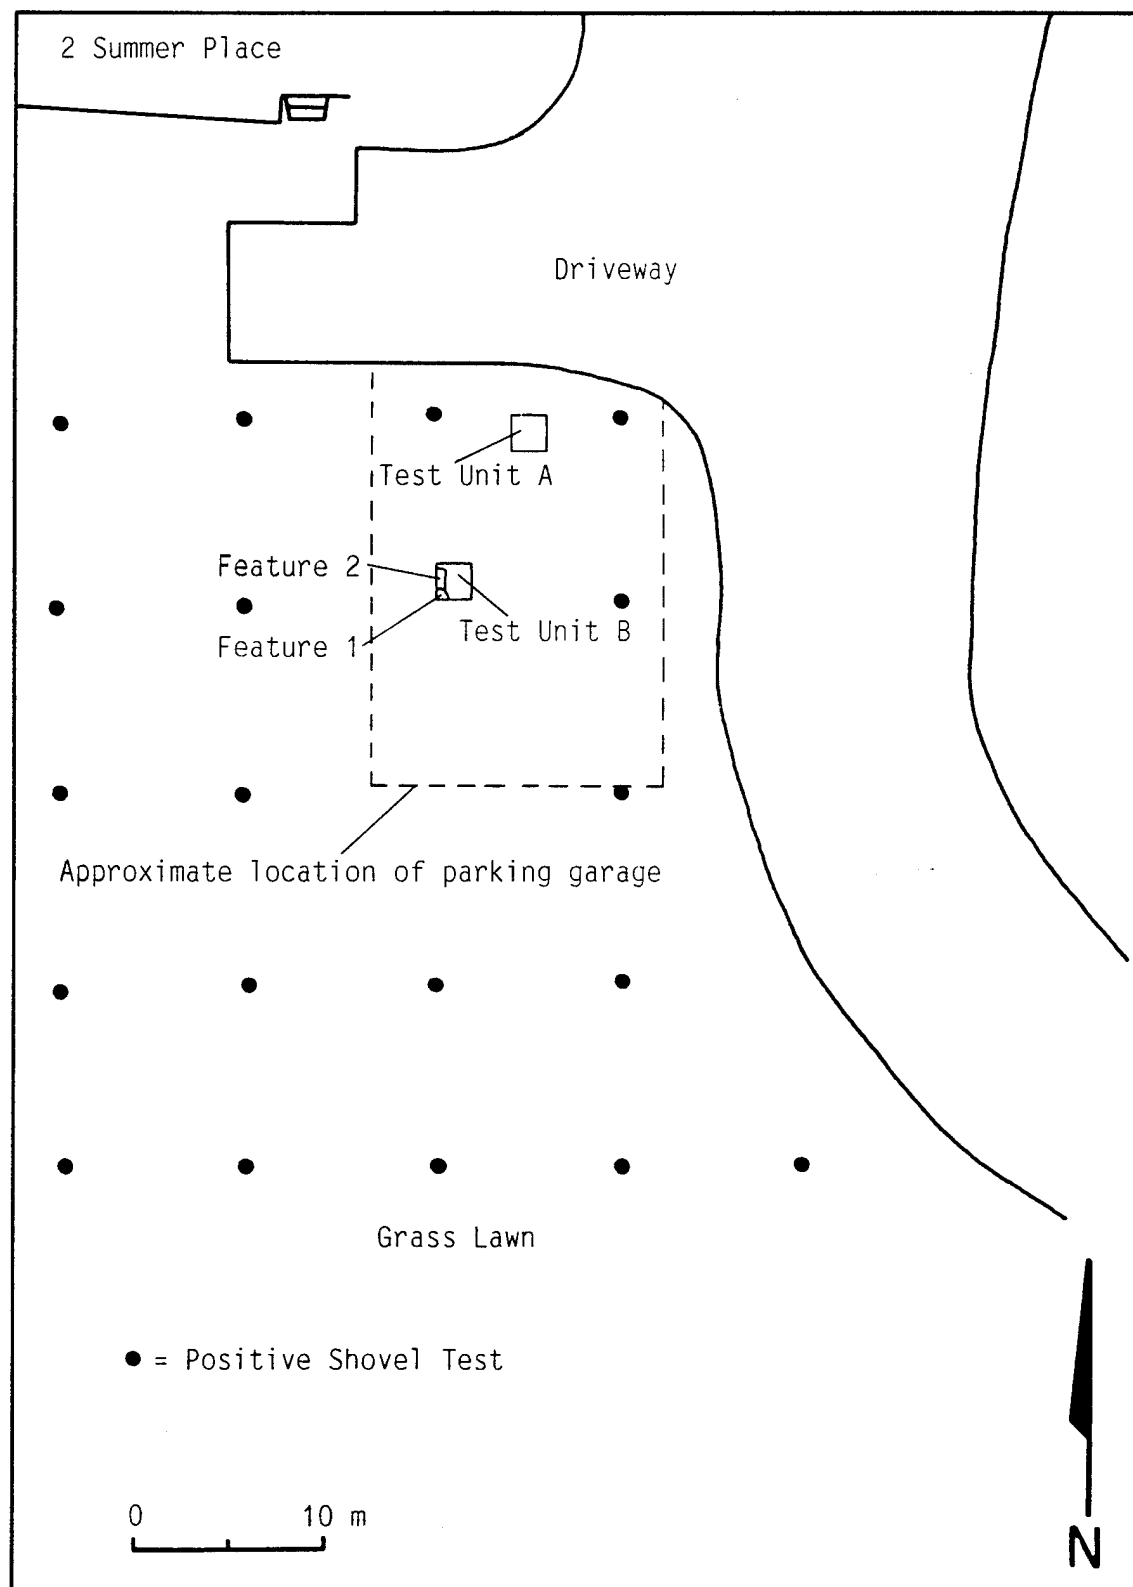 2 Summer Place
Driveway
Test Unit A
Feature 2
Test Unit B
Feature 1
Approximate location of parking garage
Grass Lawn
= Positive Shovel Test
0 10 m
N